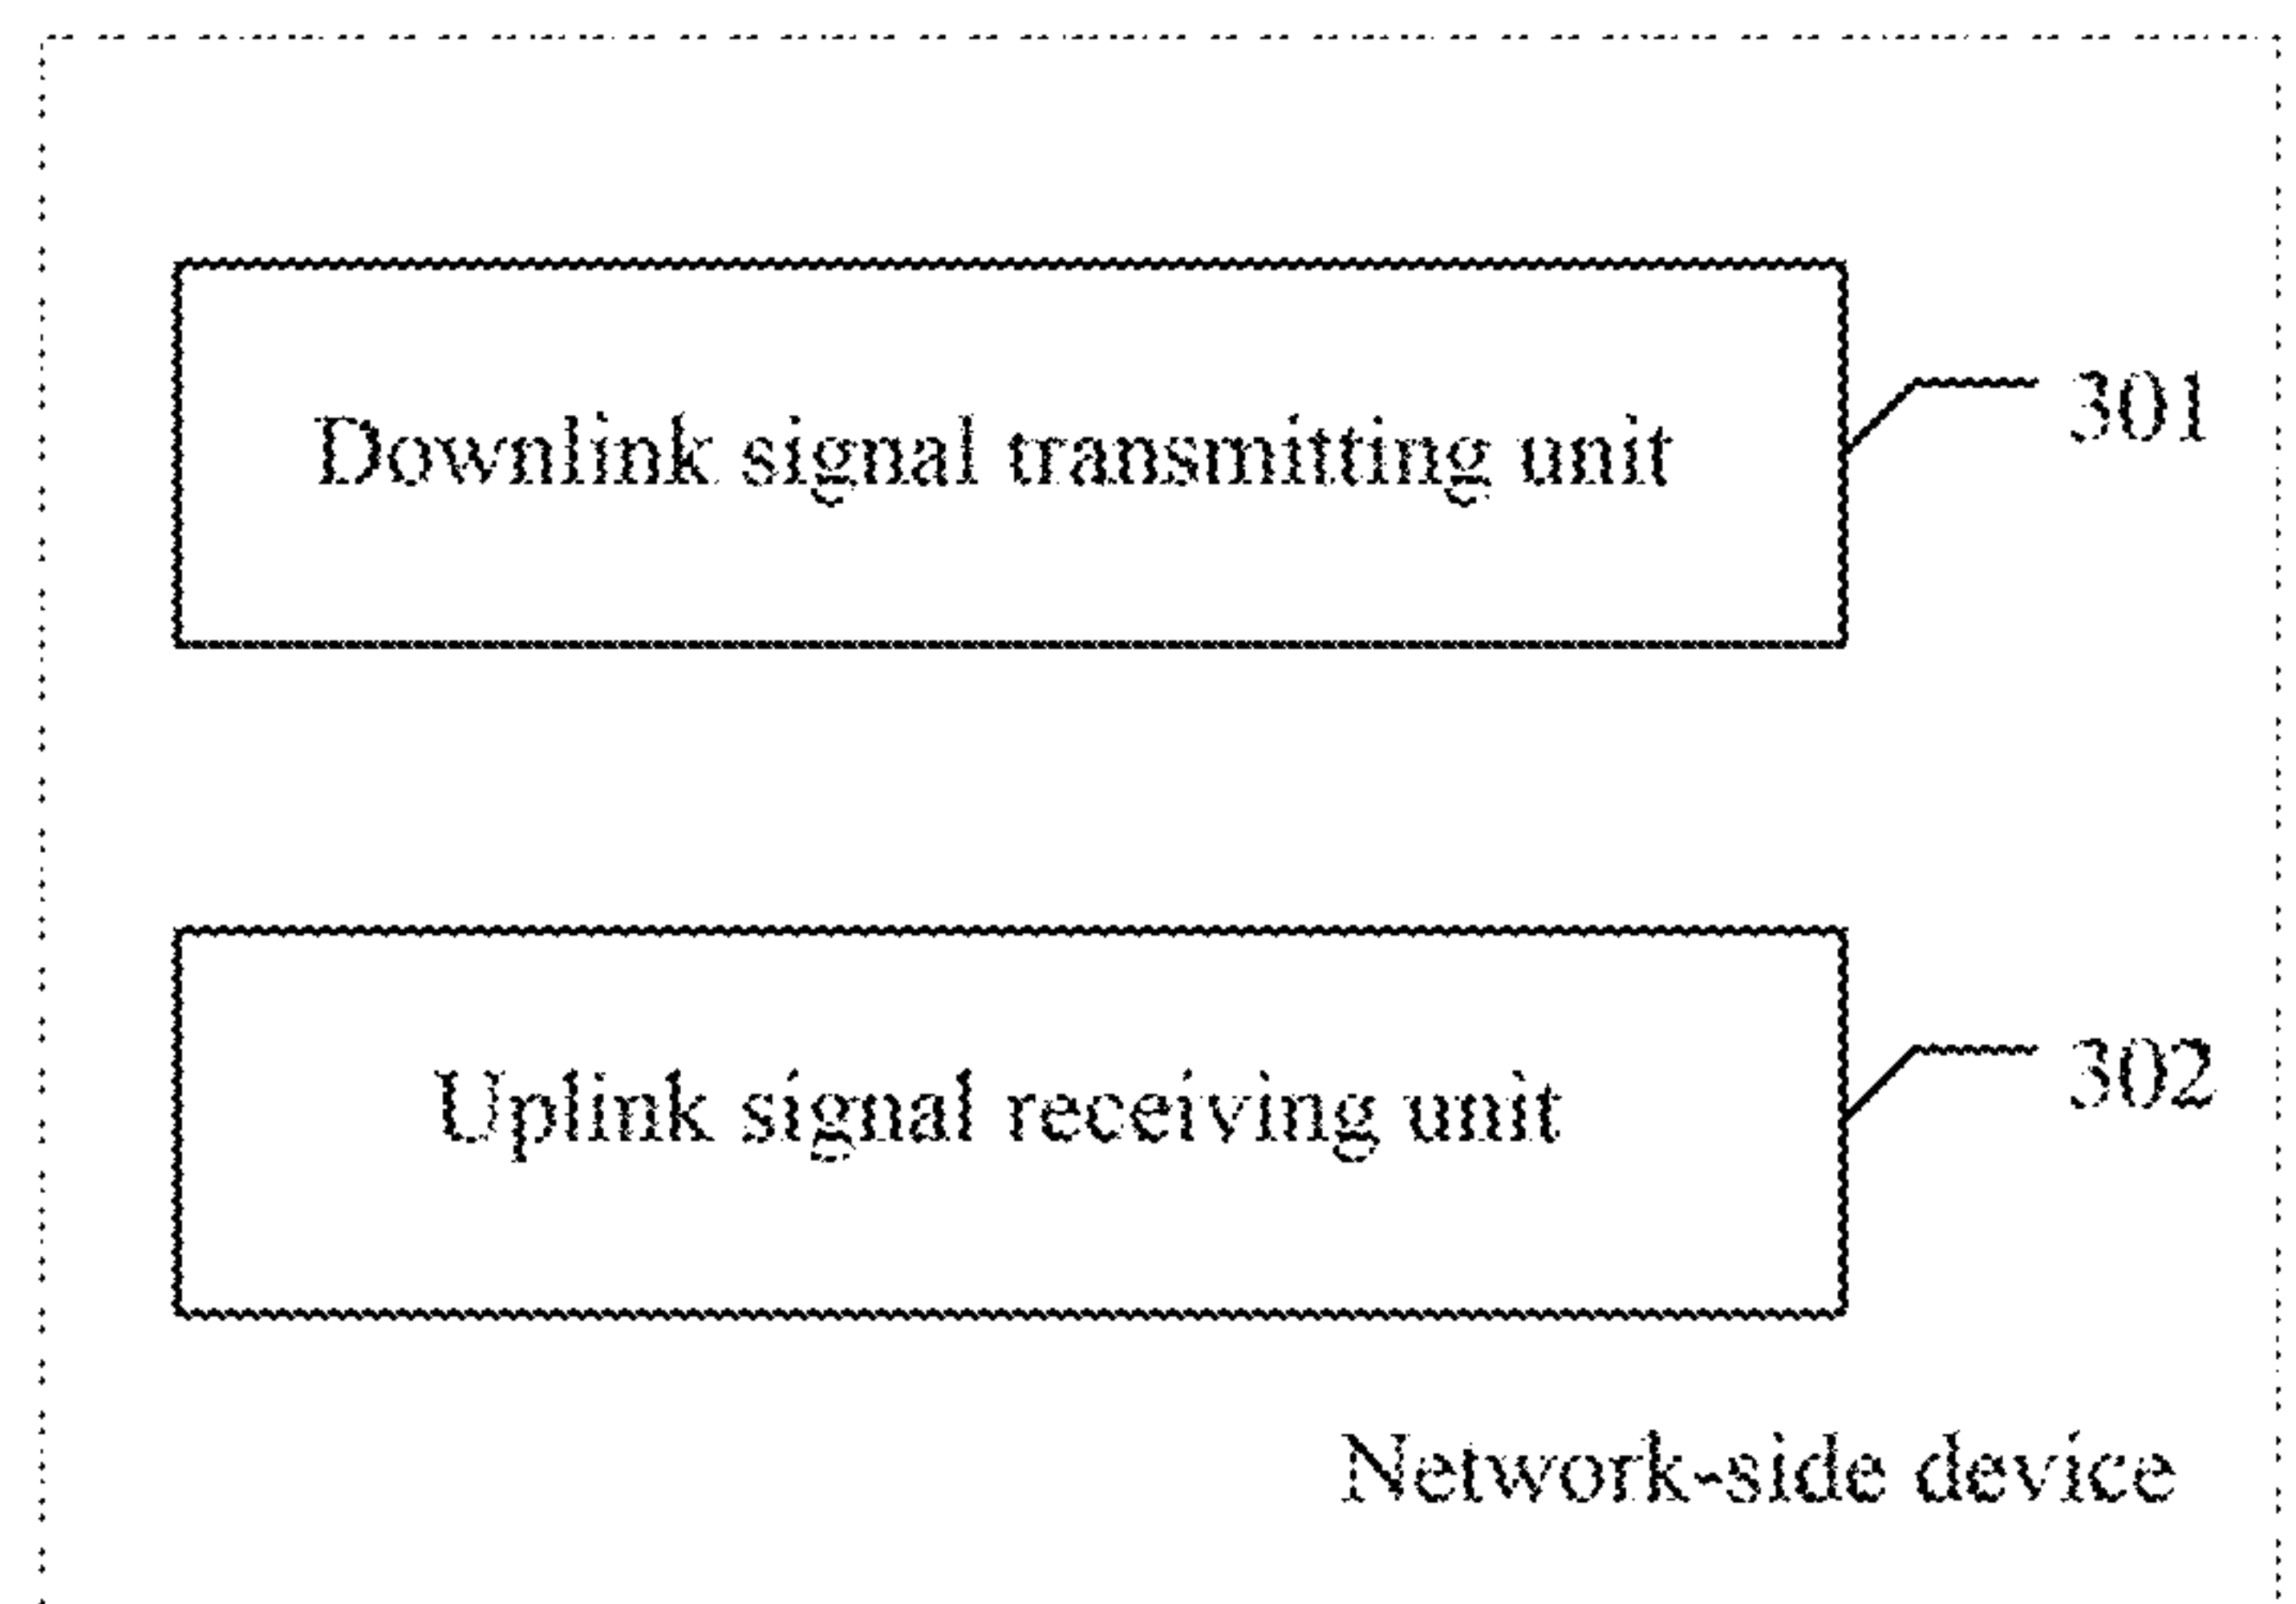 Downlink signal transmitting unit
301
Uplink signal receiving unit
302
Network-side device